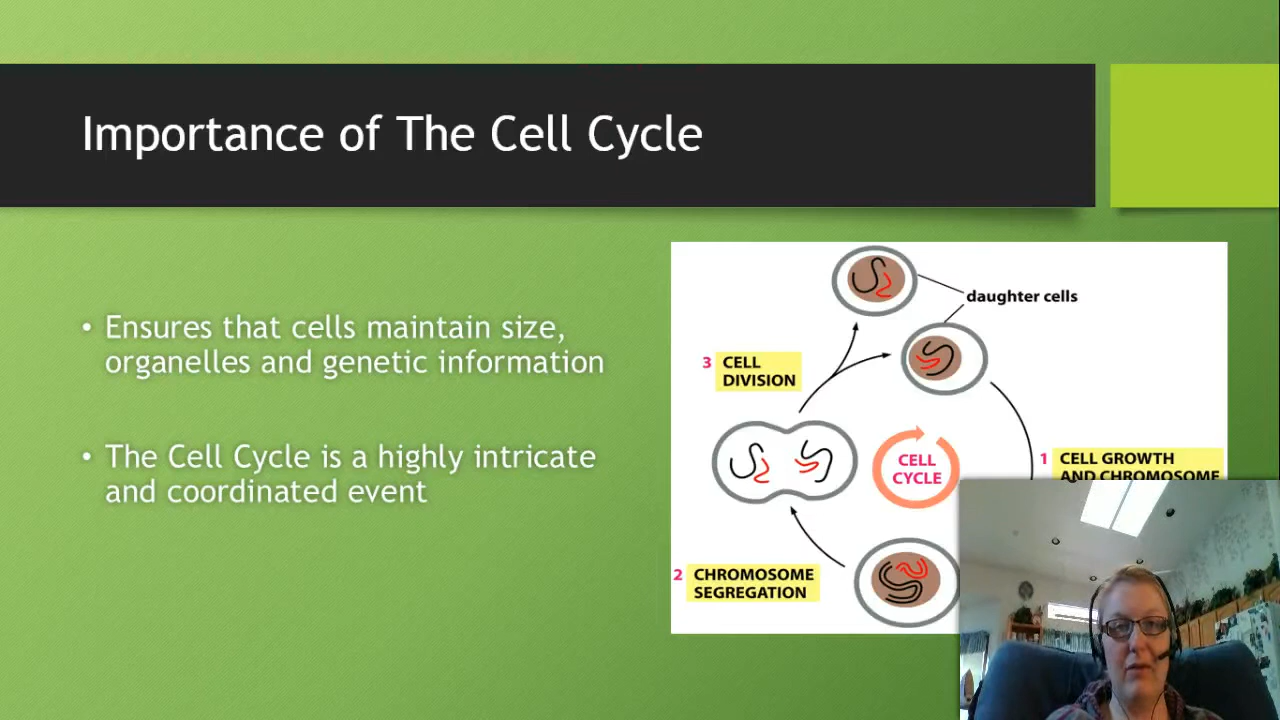 Importance of The Cell Cycle
• Ensures that cells maintain size,
organelles and genetic information
• The Cell Cycle is a highly intricate
and coordinated event
daughter cells
3 CELL
DIVISION
CELL
CYCLE
1 CELL GROWTH
AND CHROMOSOME
2 CHROMOSOME
SEGREGATION